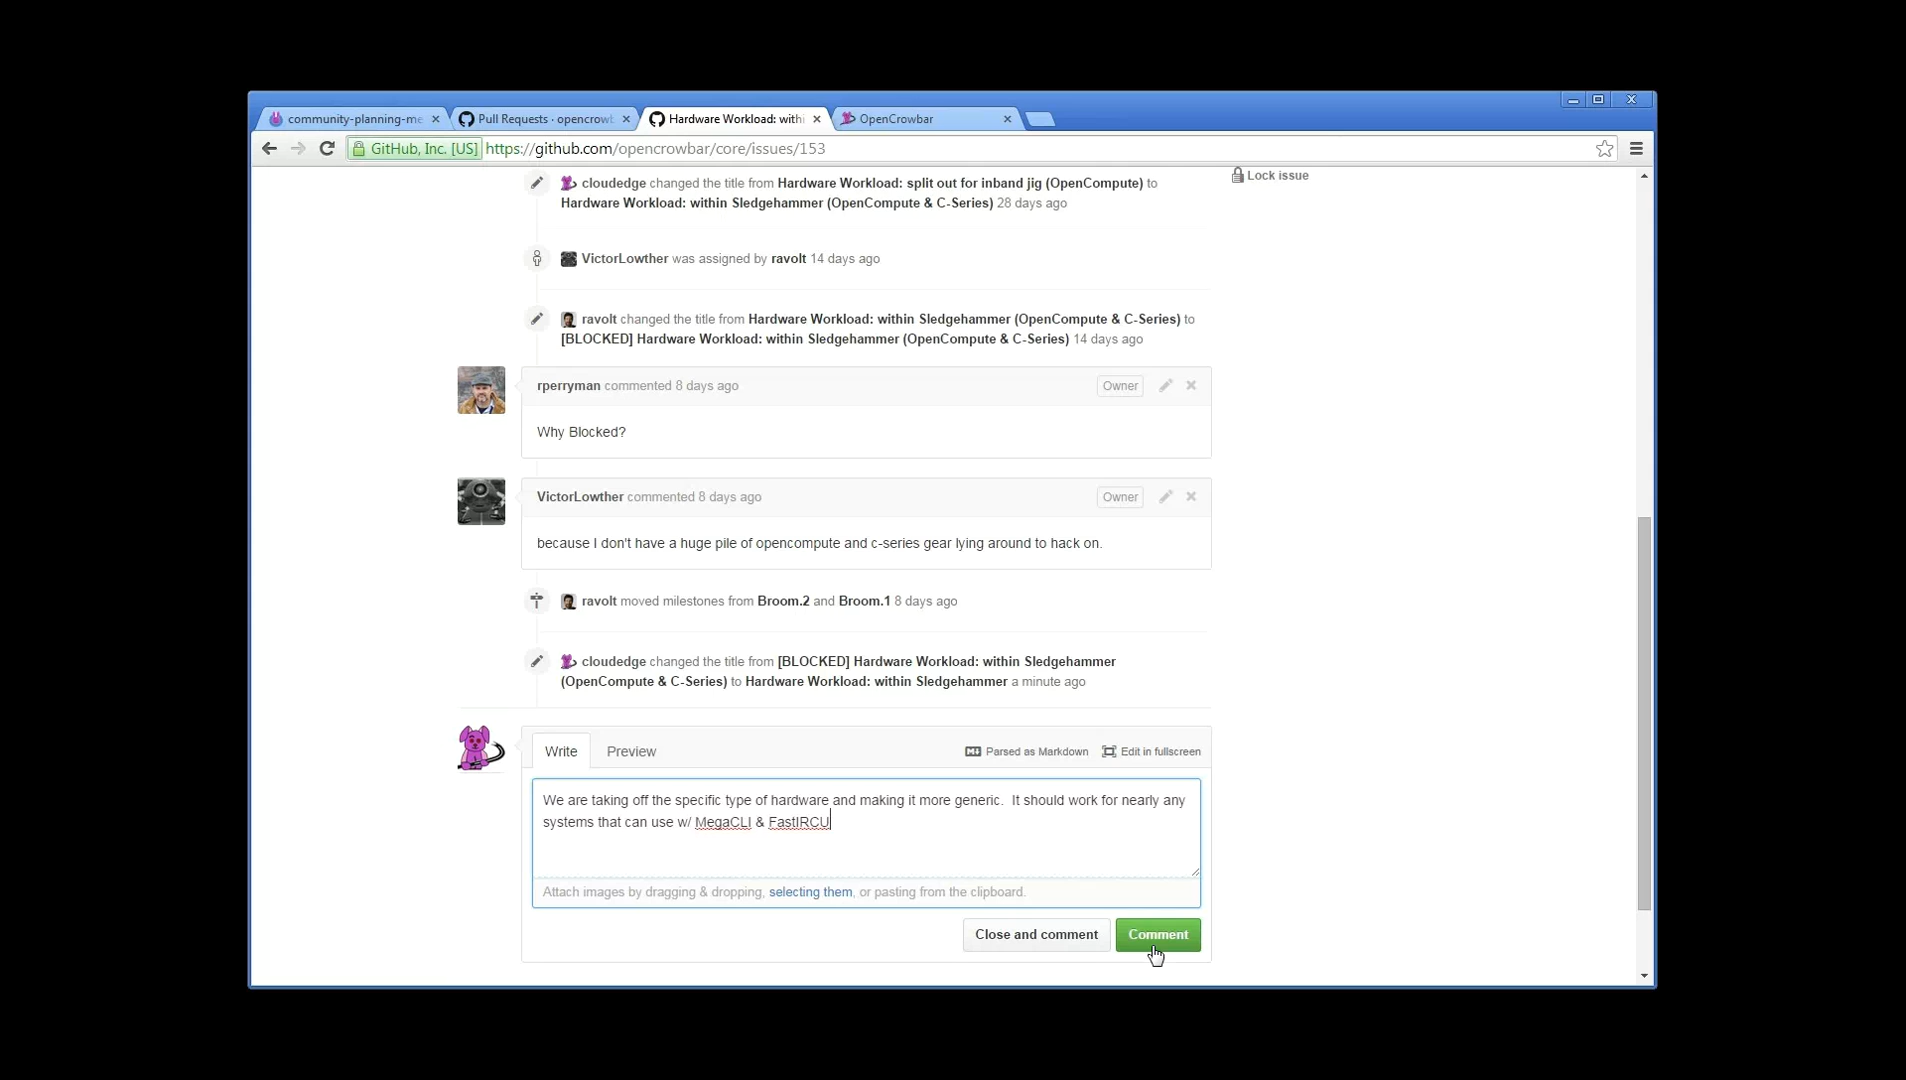 community-planning-me
Pull Requests · opencrowb
Hardware Workload: withi
OpenCrowbar
GitHub, Inc. [US] https://github.com/opencrowbar/core/issues/153
cloudedge changed the title from Hardware Workload: split out for inband jig (OpenCompute) to
Hardware Workload: within Sledgehammer (OpenCompute & C-Series) 28 days ago
Lock issue
VictorLowther was assigned by ravolt 14 days ago
ravolt changed the title from Hardware Workload: within Sledgehammer (OpenCompute & C-Series) to
[BLOCKED] Hardware Workload: within Sledgehammer (OpenCompute & C-Series) 14 days ago
rperryman commented 8 days ago
Owner
Why Blocked?
VictorLowther commented 8 days ago
Owner
because I don't have a huge pile of opencompute and c-series gear lying around to hack on.
ravolt moved milestones from Broom.2 and Broom.1 8 days ago
cloudedge changed the title from [BLOCKED] Hardware Workload: within Sledgehammer
(OpenCompute & C-Series) to Hardware Workload: within Sledgehammer a minute ago
Write
Preview
Parsed as Markdown
Edit in fullscreen
We are taking off the specific type of hardware and making it more generic.  It should work for nearly any
systems that can use w/ MegaCLI & FastIRCU
Attach images by dragging & dropping, selecting them, or pasting from the clipboard.
Close and comment
Comment